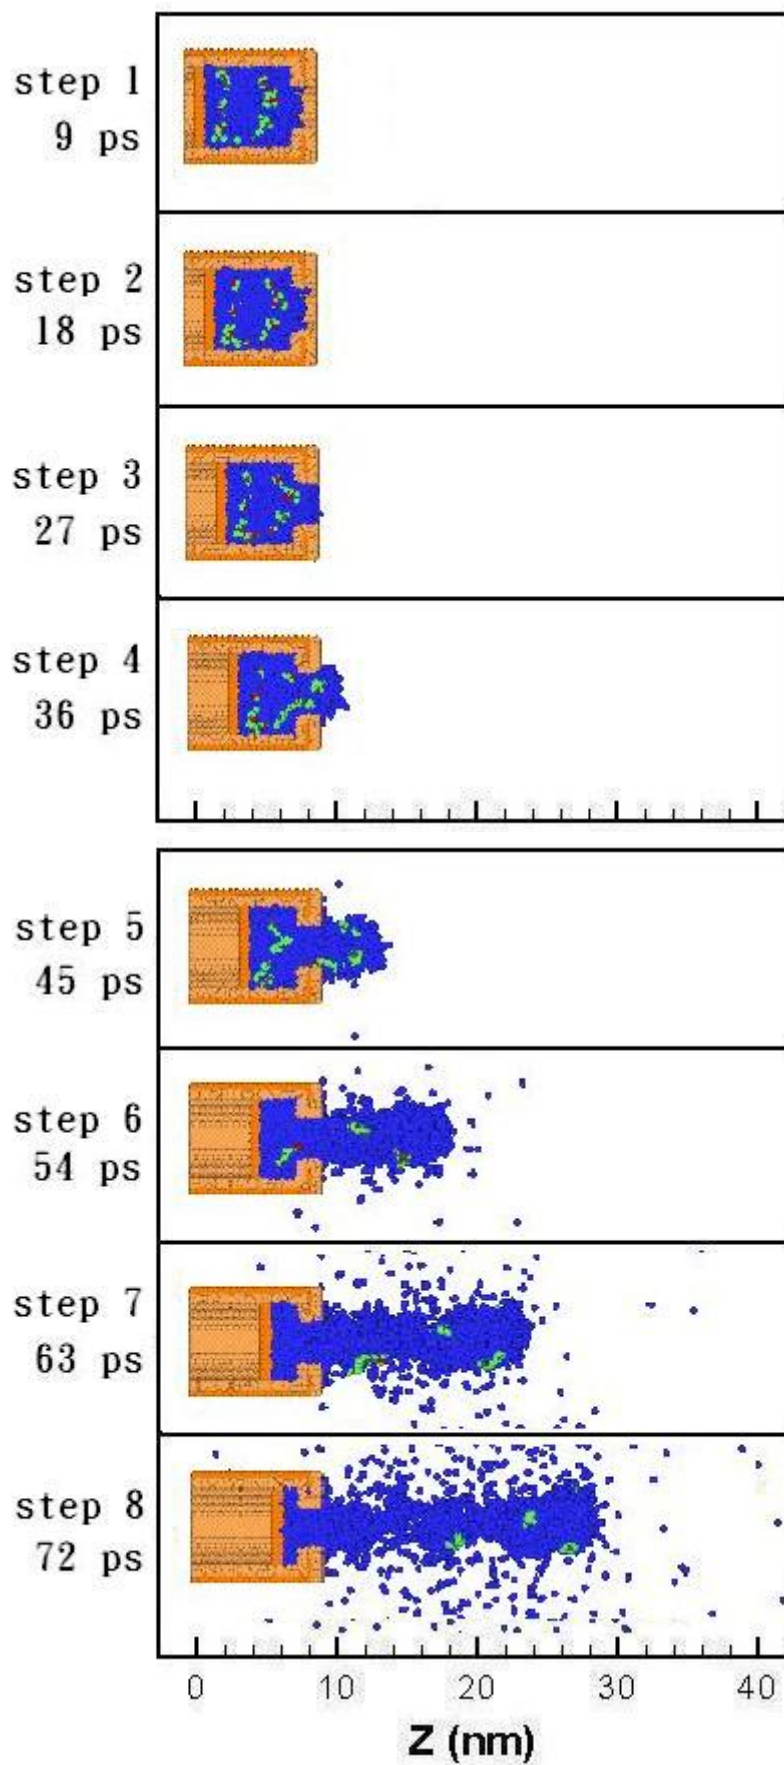 step 1
9 ps
step 2
18 ps
step 3
27 ps
step 4
36 ps
step 5
45 ps
step 6
54 ps
step 7
63 ps
step 8
72 ps
0 10 20 30 40
Z (nm)